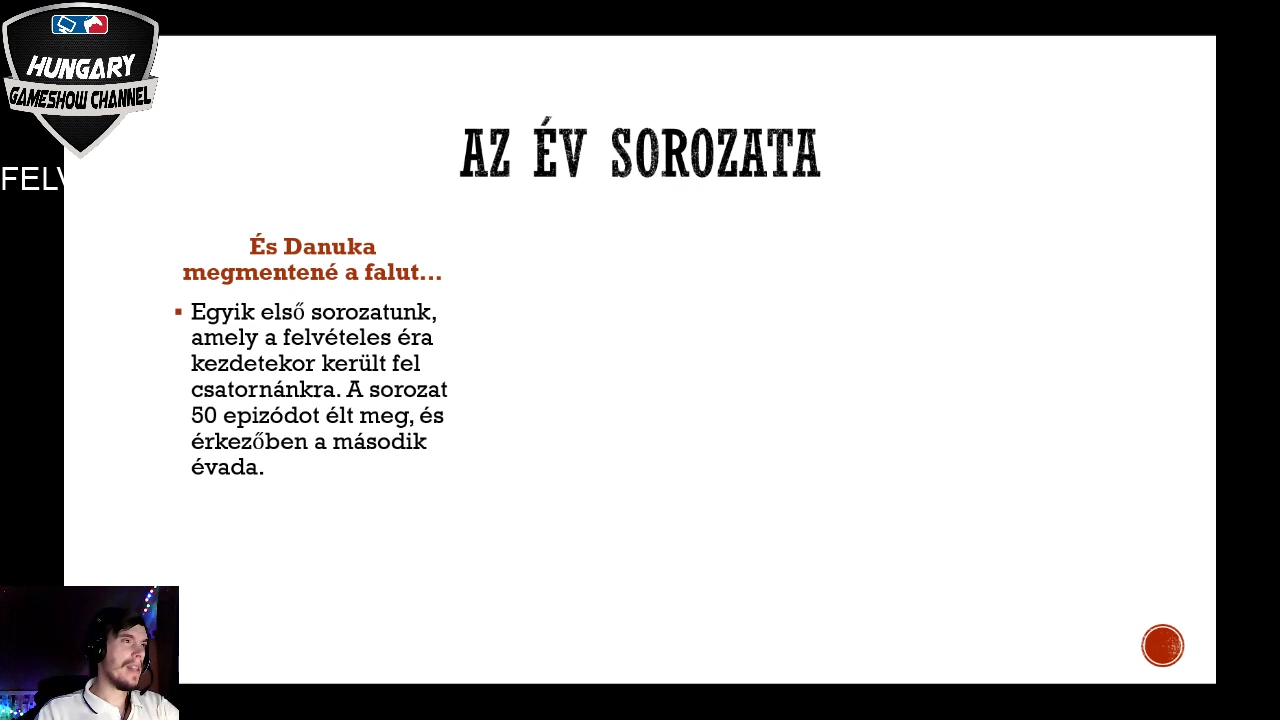 HUNGARY
GAMESHOW CHANNEL
FELV
AZ ÉV SOROZATA
És Danuka
megmentené a falut...
Egyik első sorozatunk,
amely a felvételes éra
kezdetekor került fel
csatornánkra. A sorozat
50 epizódot élt meg, és
érkezőben a második
évada.